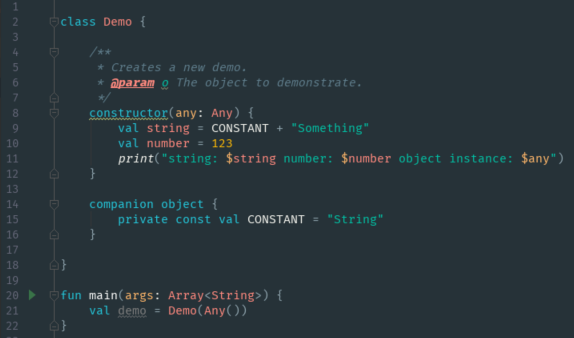 1
2 class Demo {
3
4     /**
5      * Creates a new demo.
6      * @param o The object to demonstrate.
7      */
8     constructor(any: Any) {
9         val string = CONSTANT + "Something"
10         val number = 123
11         print("string: $string number: $number object instance: $any")
12     }
13
14     companion object {
15         private const val CONSTANT = "String"
16     }
17
18 }
19
20 fun main(args: Array<String>) {
21     val demo = Demo(Any())
22 }